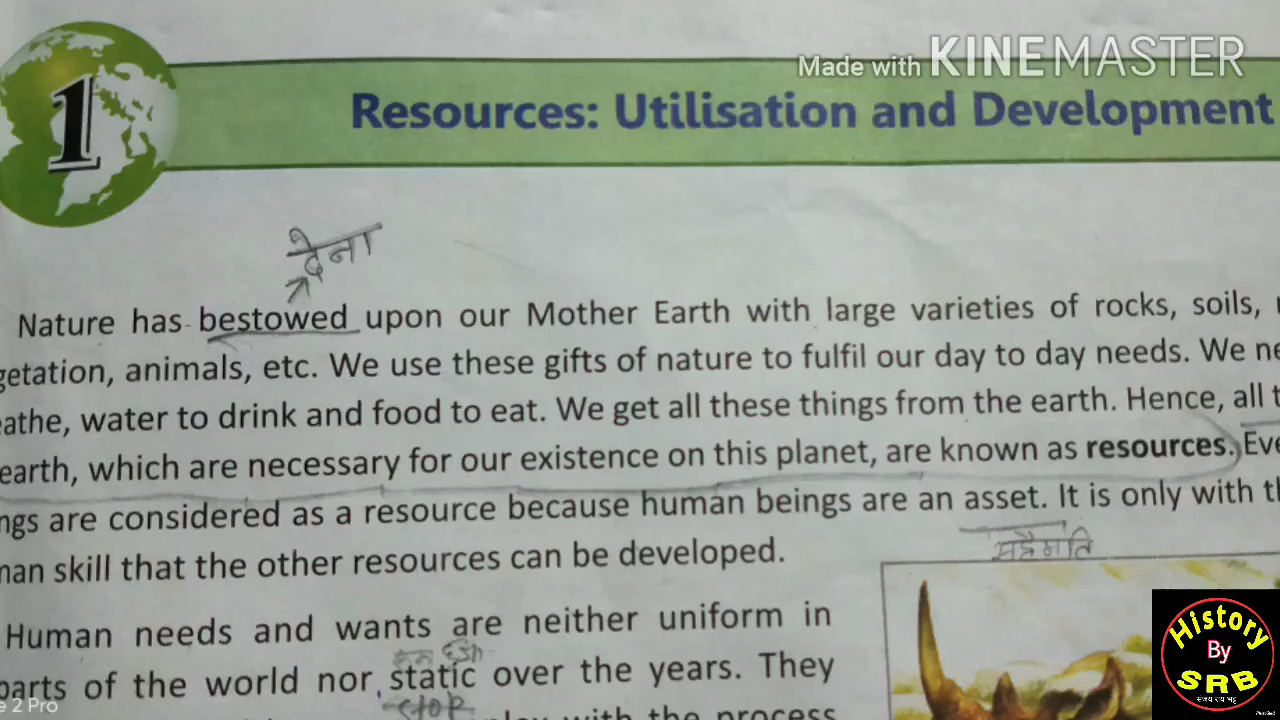 Made with KINEMASTER
1
Resources: Utilisation and Development
देना
Nature has bestowed upon our Mother Earth with large varieties of rocks, soils,
getation, animals, etc. We use these gifts of nature to fulfil our day to day needs. We ne
eathe, water to drink and food to eat. We get all these things from the earth. Hence, all t
earth, which are necessary for our existence on this planet, are known as resources. Eve
ngs are considered as a resource because human beings are an asset. It is only with th
man skill that the other resources can be developed.
Human needs and wants are neither uniform in
parts of the world nor static over the years. They
stop
with the process
History
By
SRB
संजय राय भट्ट
e 2 Pro